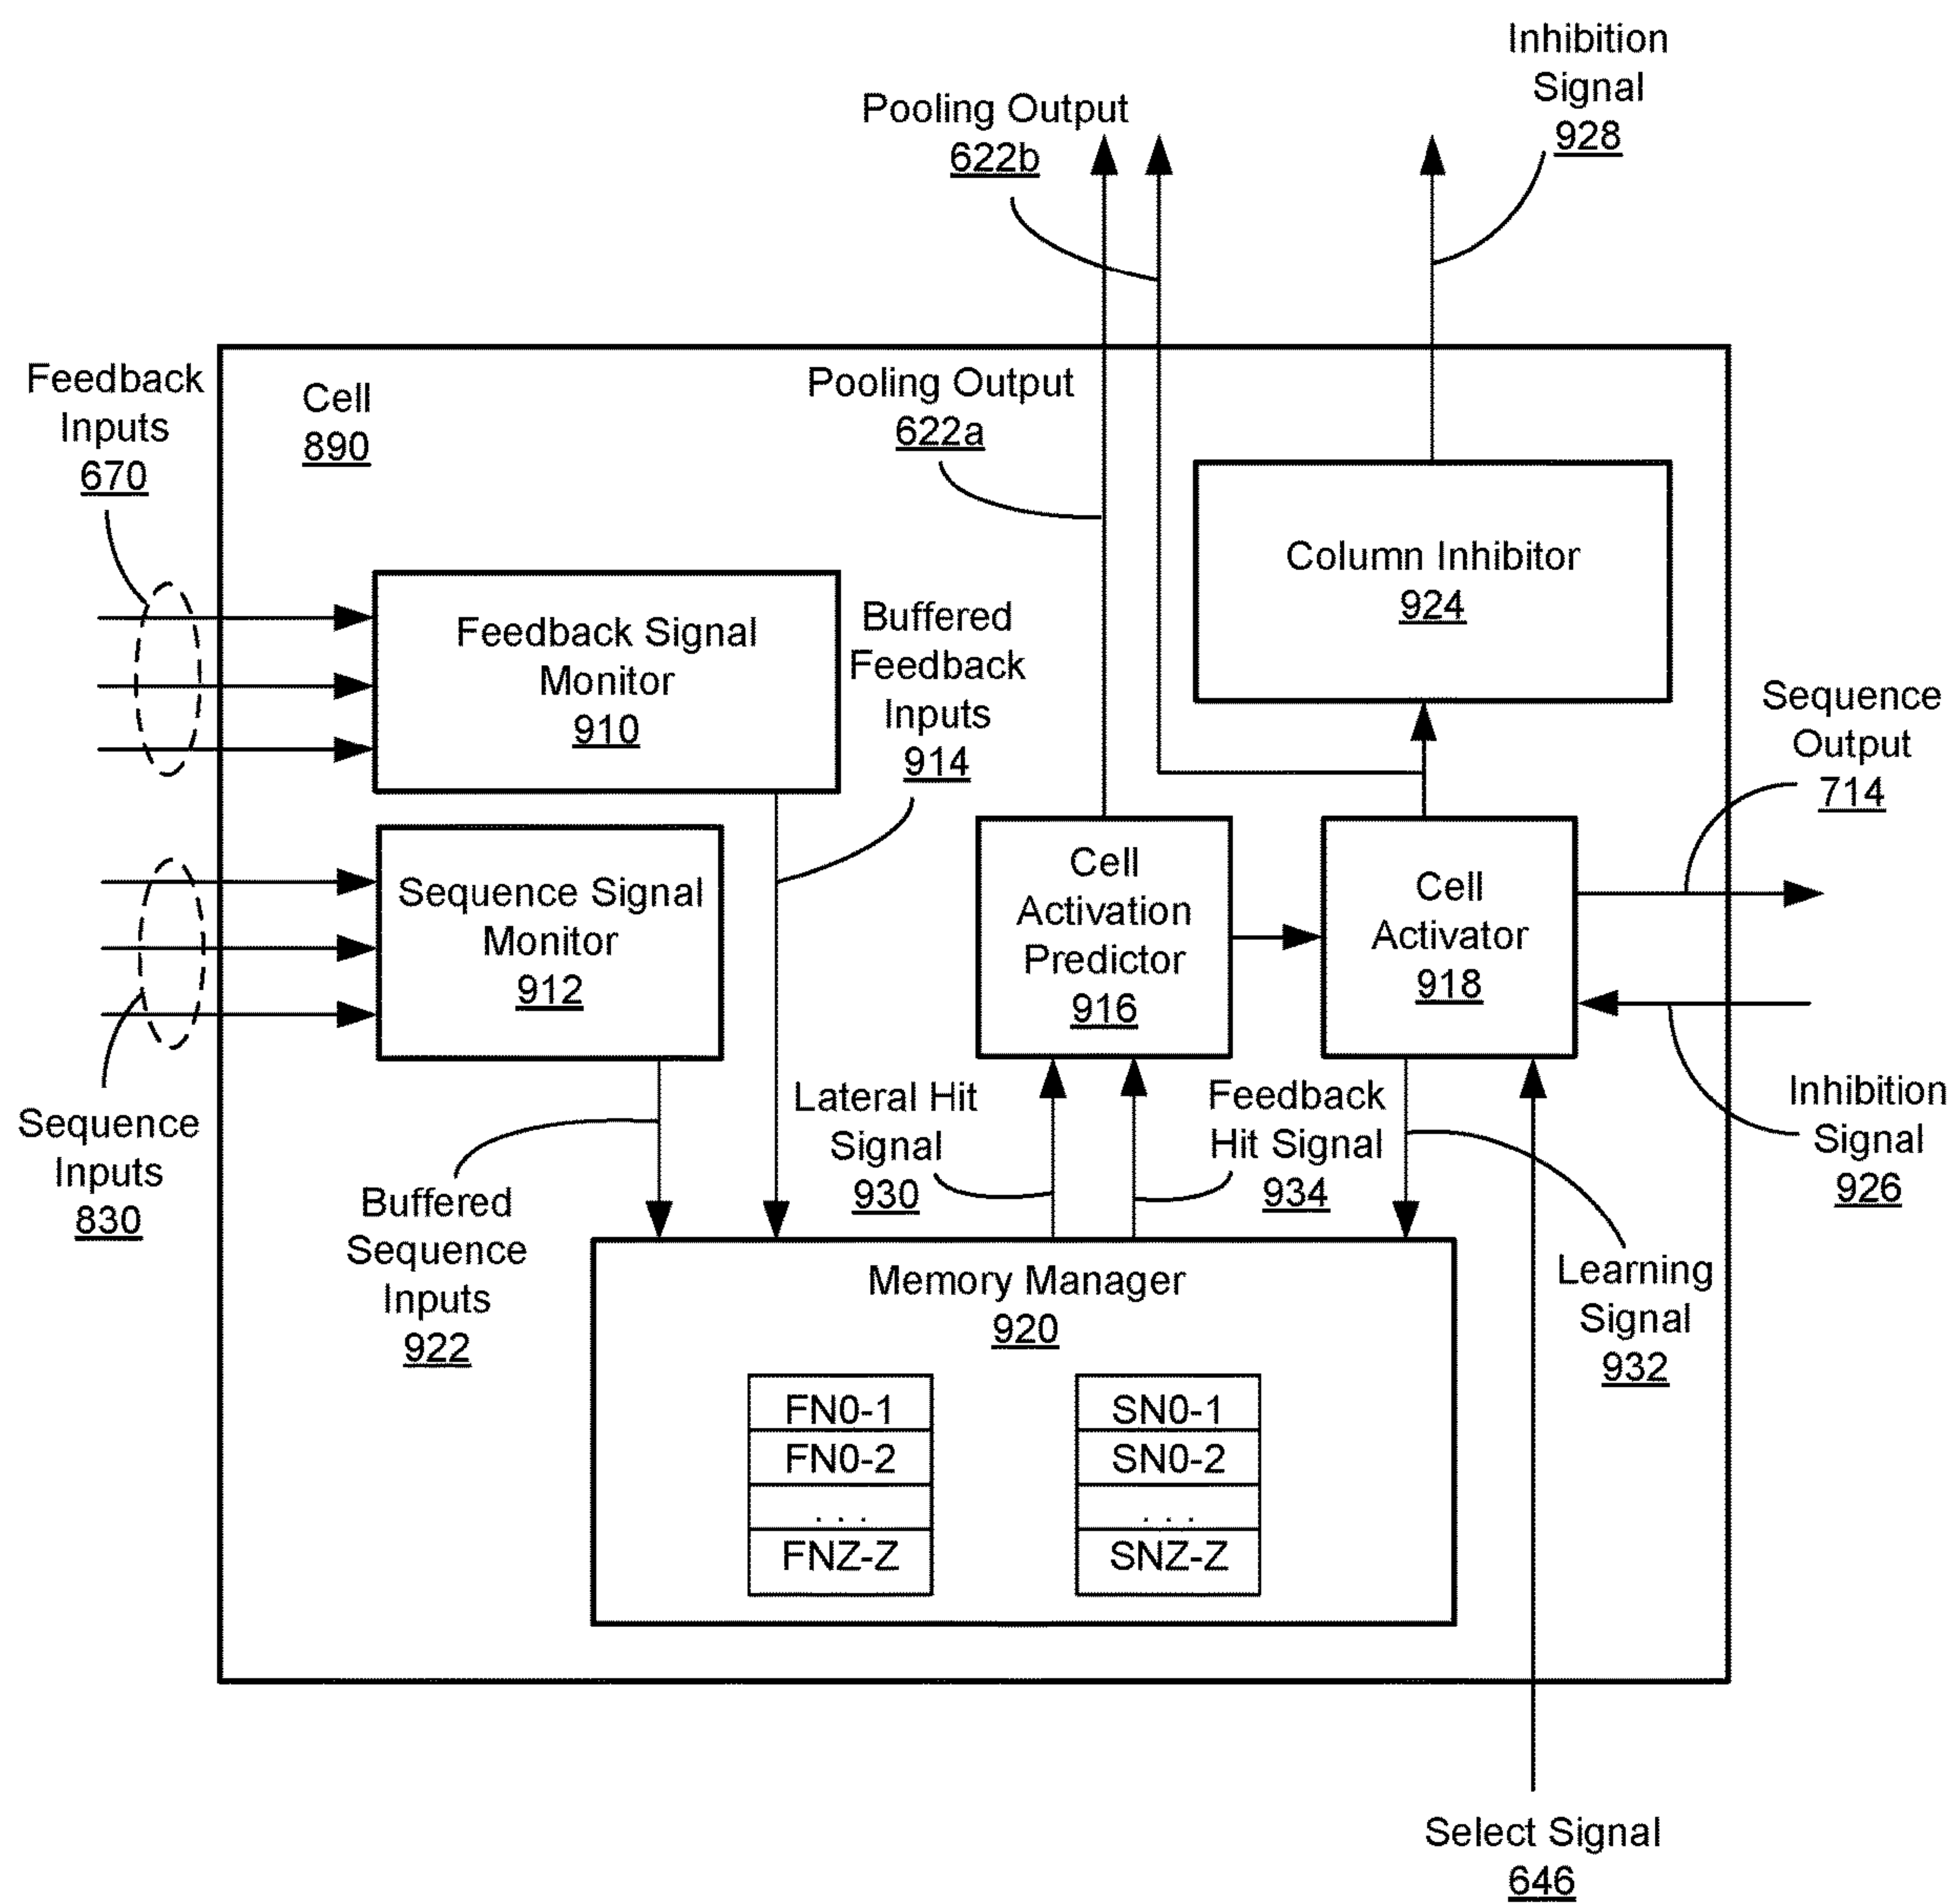 Inhibition
Signal
928
Pooling Output
622b
Feedback
Inputs
670
Cell
890
Pooling Output
622a
Column Inhibitor
924
Feedback Signal
Monitor
910
Buffered
Feedback
Inputs
914
Sequence
Output
714
Sequence Signal
Monitor
912
Cell
Activation
Predictor
916
Cell
Activator
918
Sequence
Inputs
830
Lateral Hit
Signal
930
Feedback
Hit Signal
934
Inhibition
Signal
926
Buffered
Sequence
Inputs
922
Learning
Signal
932
Memory Manager
920
FN0-1
FN0-2
. . .
FNZ-Z
SN0-1
SN0-2
. . .
SNZ-Z
Select Signal
646